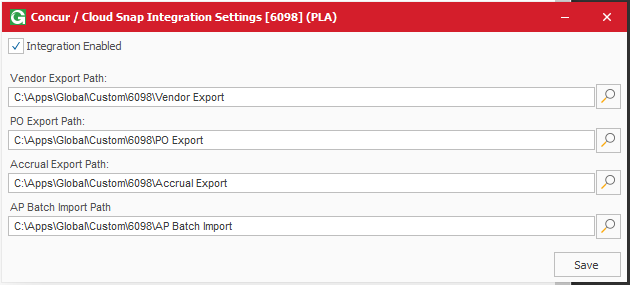 Concur / Cloud Snap Integration Settings [6098] (PLA)
Integration Enabled
Vendor Export Path:
C:\Apps\Global\Custom\6098\Vendor Export
PO Export Path:
C:\Apps\Global\Custom\6098\PO Export
Accrual Export Path:
C:\Apps\Global\Custom\6098\Accrual Export
AP Batch Import Path
C:\Apps\Global\Custom\6098\AP Batch Import
Save